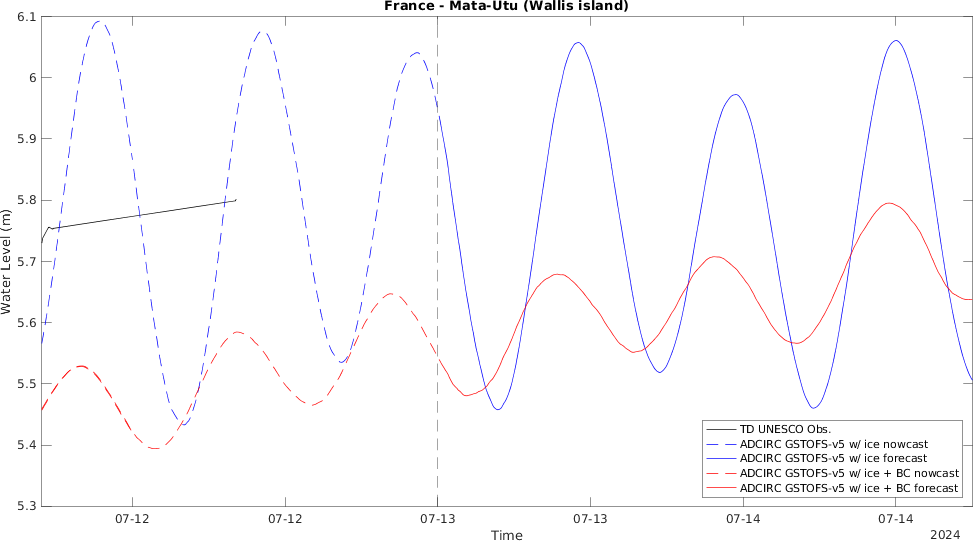 France - Mata-Utu (Wallis island)
6.1
6
5.9
5.8
5.7
5.6
5.5
5.4
5.3
Water Level (m)
07-12
07-12
07-13
07-13
07-14
07-14
Time
2024
TD UNESCO Obs.
ADCIRC GSTOFS-v5 w/ ice nowcast
ADCIRC GSTOFS-v5 w/ ice forecast
ADCIRC GSTOFS-v5 w/ ice + BC nowcast
ADCIRC GSTOFS-v5 w/ ice + BC forecast